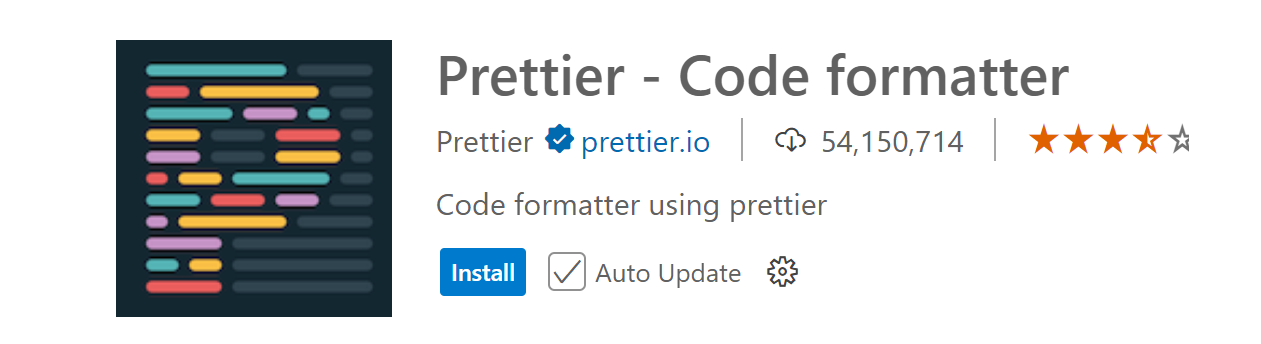 Prettier - Code formatter
Prettier prettier.io 54,150,714
Code formatter using prettier
Install Auto Update